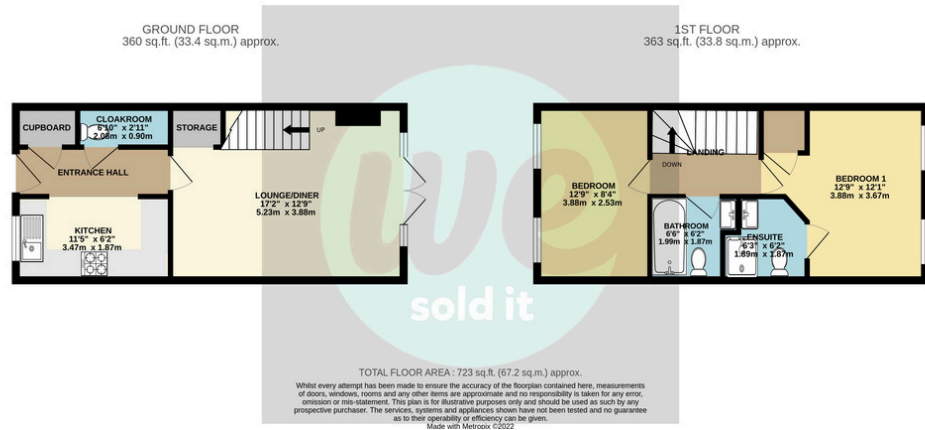 GROUND FLOOR
360 sq.ft. (33.4 sq.m.) approx.
1ST FLOOR
363 sq.ft. (33.8 sq.m.) approx.
CUPBOARD
CLOAKROOM
6'10" x 2'11"
2.08m x 0.90m
STORAGE
UP
ENTRANCE HALL
LOUNGE/DINER
17'2" x 12'9"
5.23m x 3.88m
KITCHEN
11'5" x 6'2"
3.47m x 1.87m
LANDING
DOWN
BEDROOM
12'9" x 8'4"
3.88m x 2.53m
BEDROOM 1
12'9" x 12'1"
3.88m x 3.67m
BATHROOM
6'6" x 6'2"
1.99m x 1.87m
ENSUITE
6'3" x 6'2"
1.89m x 1.87m
we
sold it
TOTAL FLOOR AREA : 723 sq.ft. (67.2 sq.m.) approx.
Whilst every attempt has been made to ensure the accuracy of the floorplan contained here, measurements
of doors, windows, rooms and any other items are approximate and no responsibility is taken for any error,
omission or mis-statement. This plan is for illustrative purposes only and should be used as such by any
prospective purchaser. The services, systems and appliances shown have not been tested and no guarantee
as to their operability or efficiency can be given.
Made with Metropix ©2022